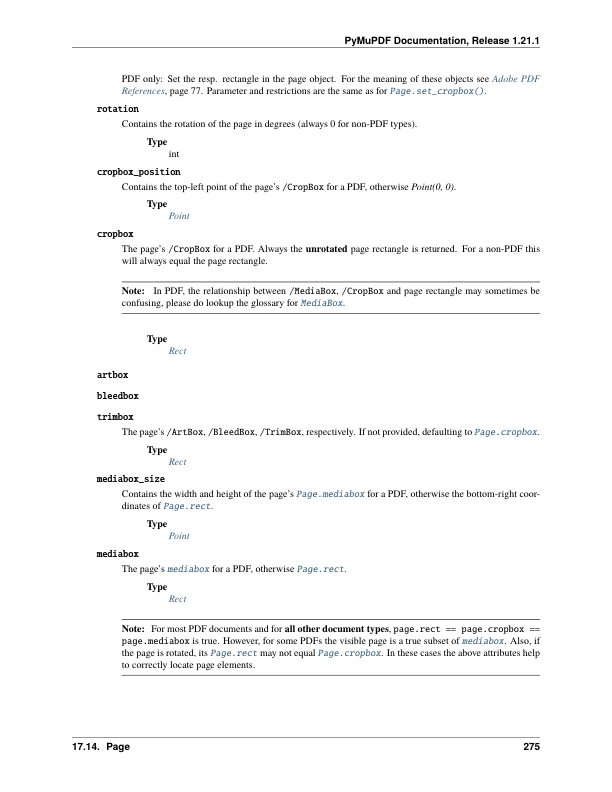 PyMuPDF Documentation, Release 1.21.1
PDF only: Set the resp. rectangle in the page object. For the meaning of these objects see Adobe PDF
References, page 77. Parameter and restrictions are the same as for Page.set_cropbox().
rotation
Contains the rotation of the page in degrees (always 0 for non-PDF types).
Type
int
cropbox_position
Contains the top-left point of the page's /CropBox for a PDF, otherwise Point(0, 0).
Type
Point
cropbox
The page's /CropBox for a PDF. Always the unrotated page rectangle is returned. For a non-PDF this
will always equal the page rectangle.
Note: In PDF, the relationship between /MediaBox, /CropBox and page rectangle may sometimes be
confusing, please do lookup the glossary for MediaBox.
Type
Rect
artbox
bleedbox
trimbox
The page's /ArtBox, /BleedBox, /TrimBox, respectively. If not provided, defaulting to Page.cropbox.
Type
Rect
mediabox_size
Contains the width and height of the page's Page.mediabox for a PDF, otherwise the bottom-right coor-
dinates of Page.rect.
Type
Point
mediabox
The page's mediabox for a PDF, otherwise Page.rect.
Type
Rect
Note: For most PDF documents and for all other document types, page.rect == page.cropbox ==
page.mediabox is true. However, for some PDFs the visible page is a true subset of mediabox. Also, if
the page is rotated, its Page.rect may not equal Page.cropbox. In these cases the above attributes help
to correctly locate page elements.
17.14. Page 275